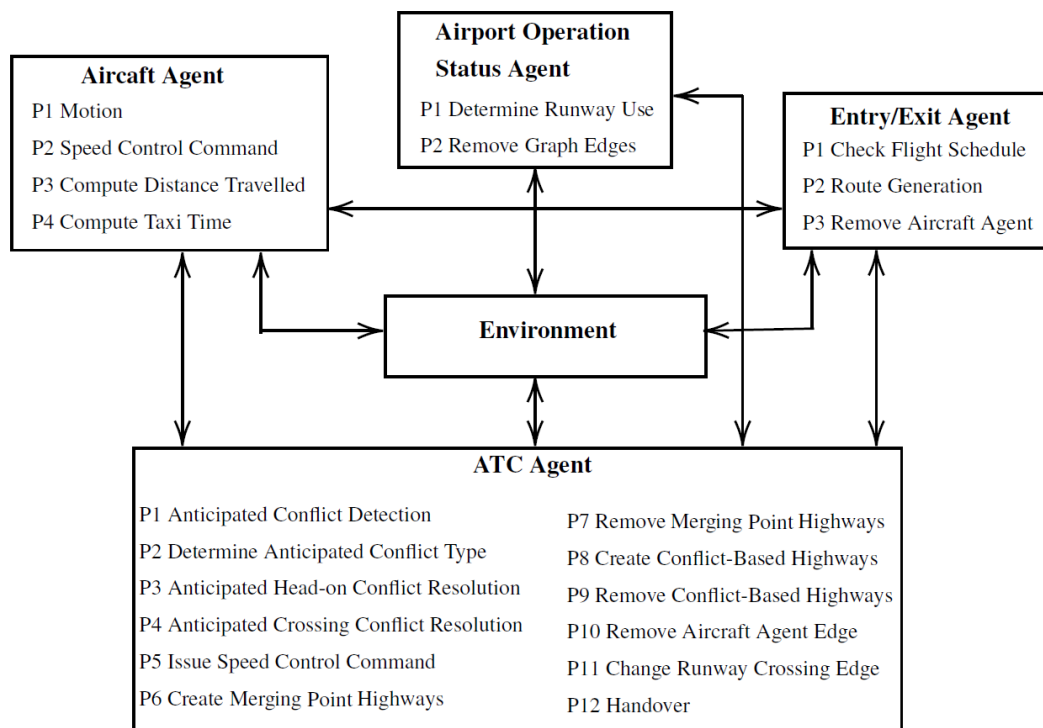 Aircaft Agent
P1 Motion
P2 Speed Control Command
P3 Compute Distance Travelled
P4 Compute Taxi Time
Airport Operation
Status Agent
P1 Determine Runway Use
P2 Remove Graph Edges
Entry/Exit Agent
P1 Check Flight Schedule
P2 Route Generation
P3 Remove Aircraft Agent
Environment
ATC Agent
P1 Anticipated Conflict Detection
P2 Determine Anticipated Conflict Type
P3 Anticipated Head-on Conflict Resolution
P4 Anticipated Crossing Conflict Resolution
P5 Issue Speed Control Command
P6 Create Merging Point Highways
P7 Remove Merging Point Highways
P8 Create Conflict-Based Highways
P9 Remove Conflict-Based Highways
P10 Remove Aircraft Agent Edge
P11 Change Runway Crossing Edge
P12 Handover